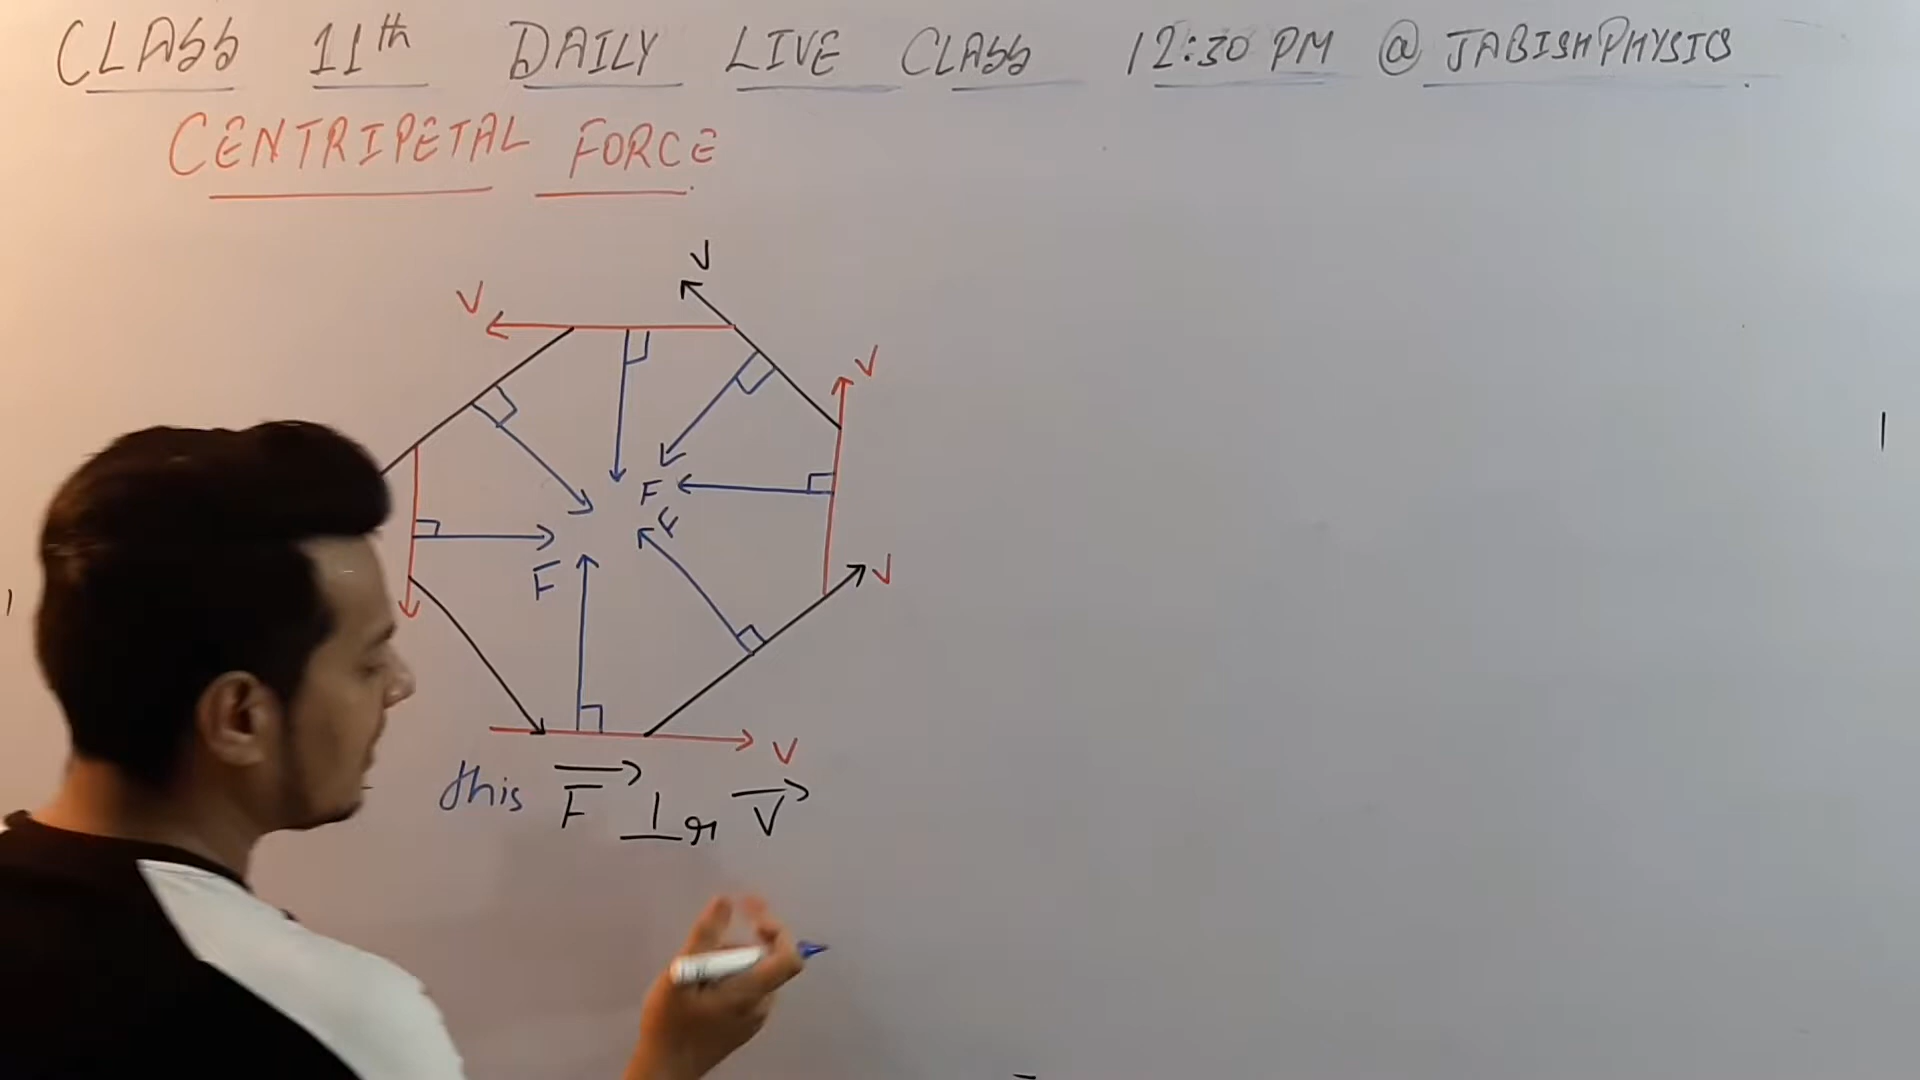 CLASS 11th DAILY LIVE CLASS 12:30 PM @ JABISHPHYSICS
CENTRIPETAL FORCE
V
V
V
F
F
V
F
V
this F ⊥r V